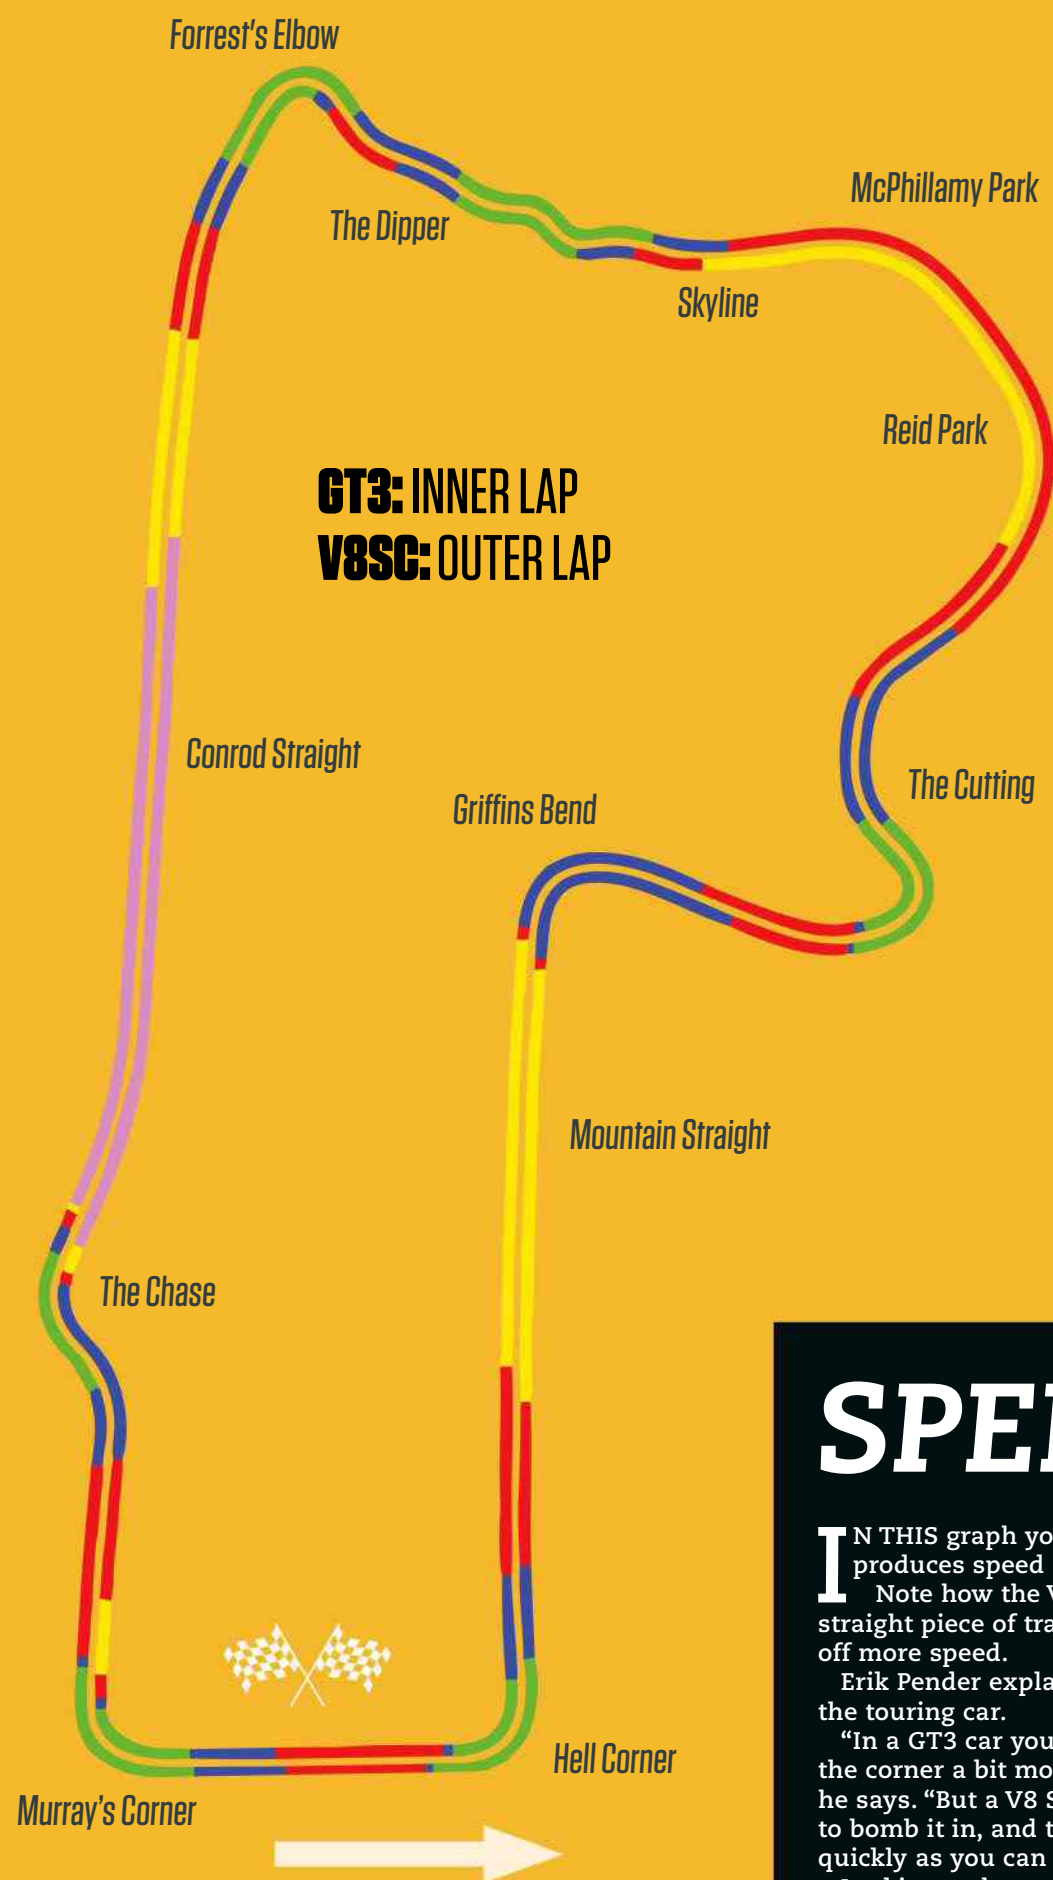 Forrest's Elbow
McPhillamy Park
The Dipper
Skyline
Reid Park
GT3: INNER LAP
V8SC: OUTER LAP
Conrod Straight
Griffins Bend
The Cutting
Mountain Straight
The Chase
Hell Corner
Murray's Corner
IN THIS graph yo
produces speed
Note how the V
straight piece of tra
off more speed.
Erik Pender expla
the touring car.
“In a GT3 car you
the corner a bit mo
he says. “But a V8 S
to bomb it in, and t
quickly as you can